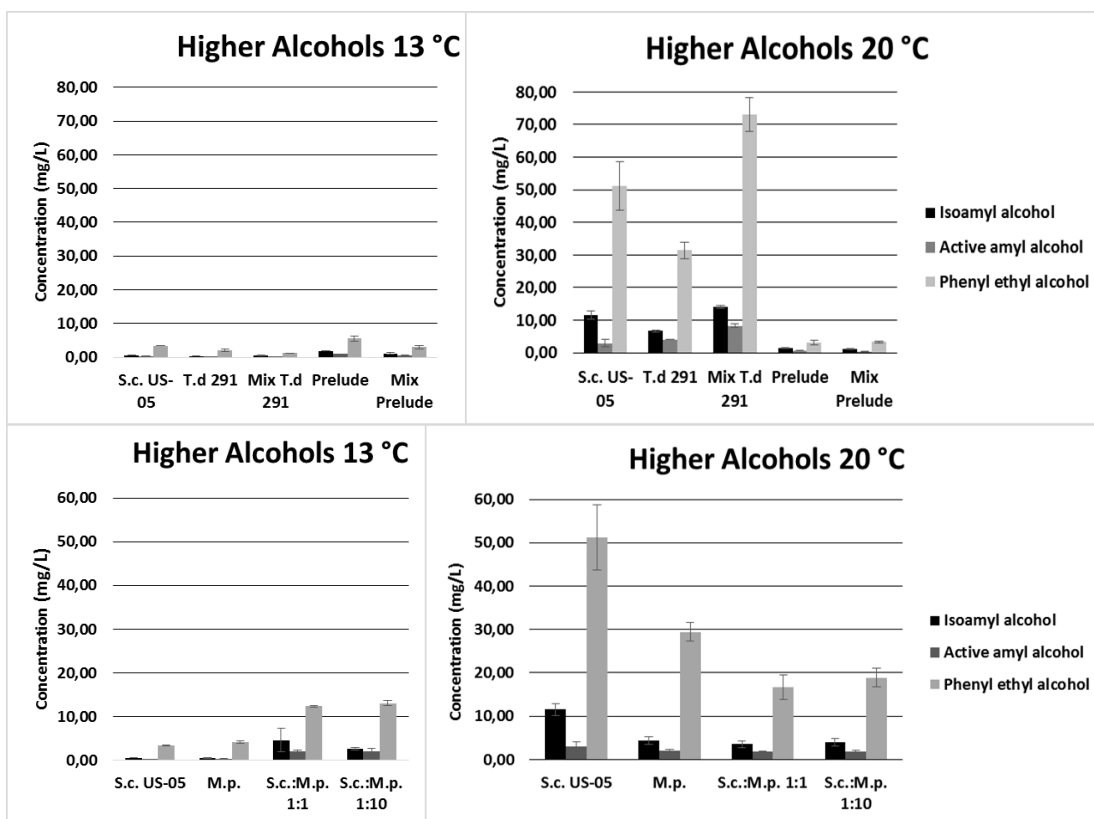 Higher Alcohols 13 °C
80,00
70,00
60,00
50,00
40,00
30,00
20,00
10,00
0,00
Concentration (mg/L)
S.c. US-05
T.d 291
Mix T.d 291
Prelude
Mix Prelude
Higher Alcohols 20 °C
80,00
70,00
60,00
50,00
40,00
30,00
20,00
10,00
0,00
Concentration (mg/L)
S.c. US-05
T.d 291
Mix T.d 291
Prelude
Mix Prelude
Isoamyl alcohol
Active amyl alcohol
Phenyl ethyl alcohol
Higher Alcohols 13 °C
60,00
50,00
40,00
30,00
20,00
10,00
0,00
Concentration (mg/L)
S.c. US-05
M.p.
S.c.:M.p. 1:1
S.c.:M.p. 1:10
Higher Alcohols 20 °C
60,00
50,00
40,00
30,00
20,00
10,00
0,00
Concentration (mg/L)
S.c. US-05
M.p.
S.c.:M.p. 1:1
S.c.:M.p. 1:10
Isoamyl alcohol
Active amyl alcohol
Phenyl ethyl alcohol